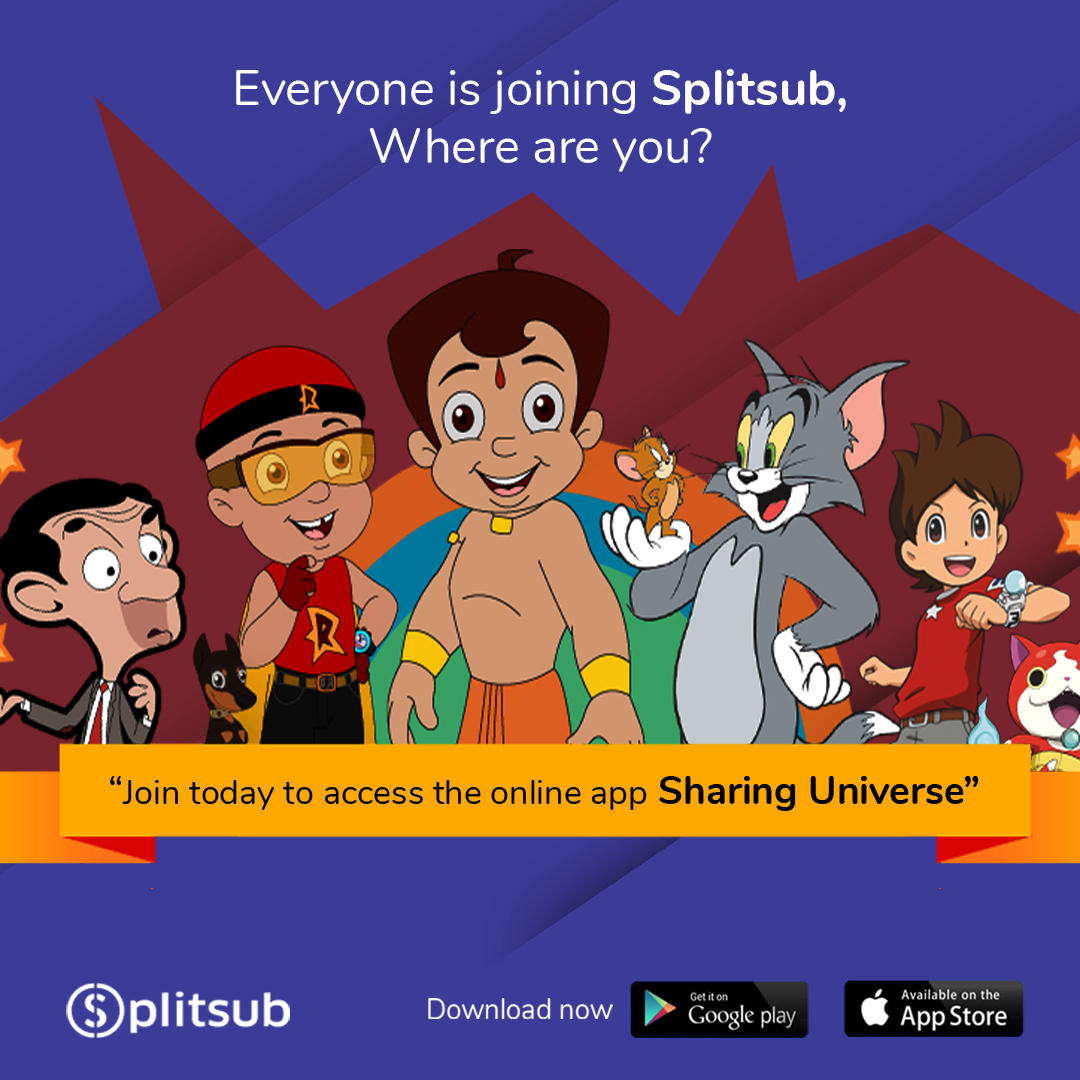 Everyone is joining Splitsub,
Where are you?
R
R
“Join today to access the online app Sharing Universe”
Splitsub
Download now
Get it on
Google play
Available on the
App Store